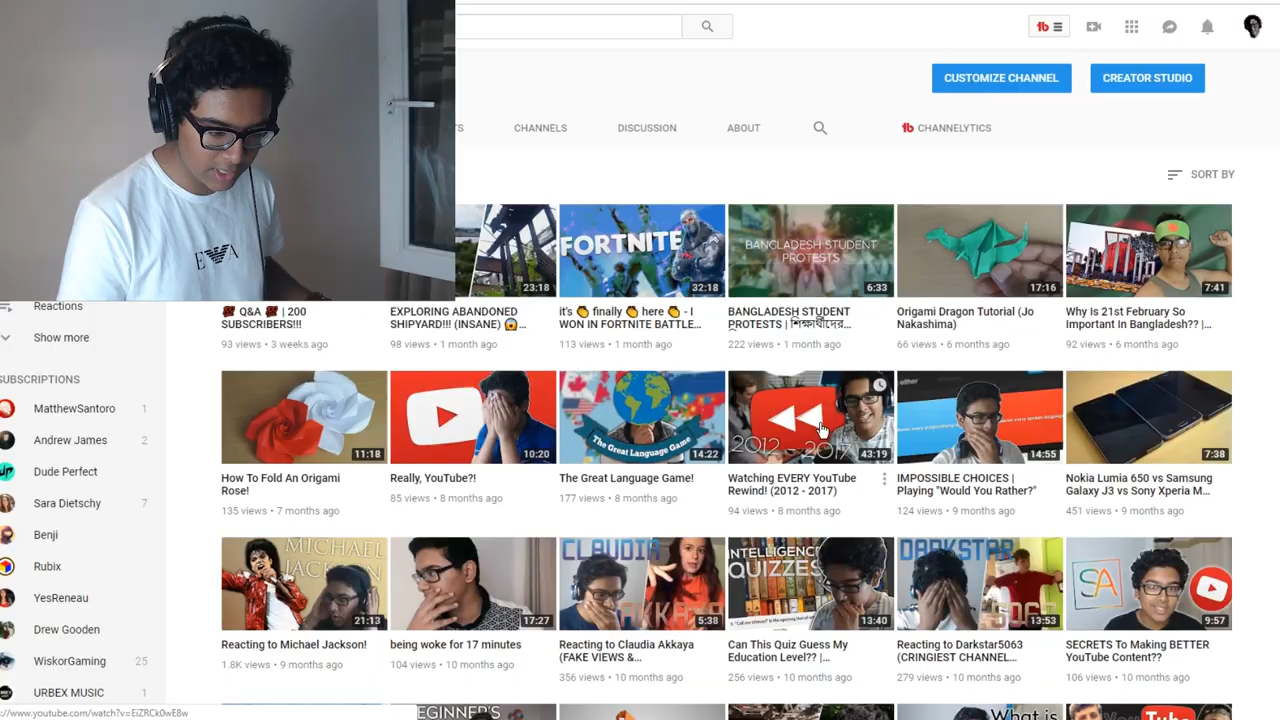 CUSTOMIZE CHANNEL
CREATOR STUDIO
CHANNELS
DISCUSSION
ABOUT
CHANNELYTICS
SORT BY
FORTNITE
BANGLADESH STUDENT
PROTESTS
23:18
32:18
6:33
17:16
7:41
Q&A | 200
SUBSCRIBERS!!!
93 views • 3 weeks ago
EXPLORING ABANDONED
SHIPYARD!!! (INSANE) 😱...
98 views • 1 month ago
it's 👏 finally 👏 here 👏 - I
WON IN FORTNITE BATTLE...
113 views • 1 month ago
BANGLADESH STUDENT
PROTESTS | শিক্ষার্থীদের...
222 views • 1 month ago
Origami Dragon Tutorial (Jo
Nakashima)
66 views • 6 months ago
Why Is 21st February So
Important In Bangladesh?? |...
92 views • 6 months ago
Reactions
Show more
SUBSCRIPTIONS
MatthewSantoro 1
Andrew James 2
Dude Perfect
Sara Dietschy 1
Benji
Rubix
YesReneau
Drew Gooden
WiskorGaming 25
URBEX MUSIC 1
The Great Language Game
2012 - 2017
11:18
10:20
14:22
43:19
14:55
7:38
How To Fold An Origami
Rose!
135 views • 7 months ago
Really, YouTube?!
85 views • 8 months ago
The Great Language Game!
177 views • 8 months ago
Watching EVERY YouTube
Rewind! (2012 - 2017)
94 views • 8 months ago
IMPOSSIBLE CHOICES |
Playing "Would You Rather?"
124 views • 9 months ago
Nokia Lumia 650 vs Samsung
Galaxy J3 vs Sony Xperia M...
451 views • 9 months ago
MICHAEL
JACKSON
CLAUDIA
AKKAYA
INTELLIGENCE
QUIZZES
DARKSTAR
5063
SA
21:13
17:27
5:38
13:40
13:53
9:57
Reacting to Michael Jackson!
1.8K views • 9 months ago
being woke for 17 minutes
104 views • 10 months ago
Reacting to Claudia Akkaya
(FAKE VIEWS &...
356 views • 10 months ago
Can This Quiz Guess My
Education Level?? |...
256 views • 10 months ago
Reacting to Darkstar5063
(CRINGIEST CHANNEL...
279 views • 10 months ago
SECRETS To Making BETTER
YouTube Content??
106 views • 10 months ago
://www.youtube.com/watch?v=EiZRCk0wE8w
BEGINNER'S
What is
You